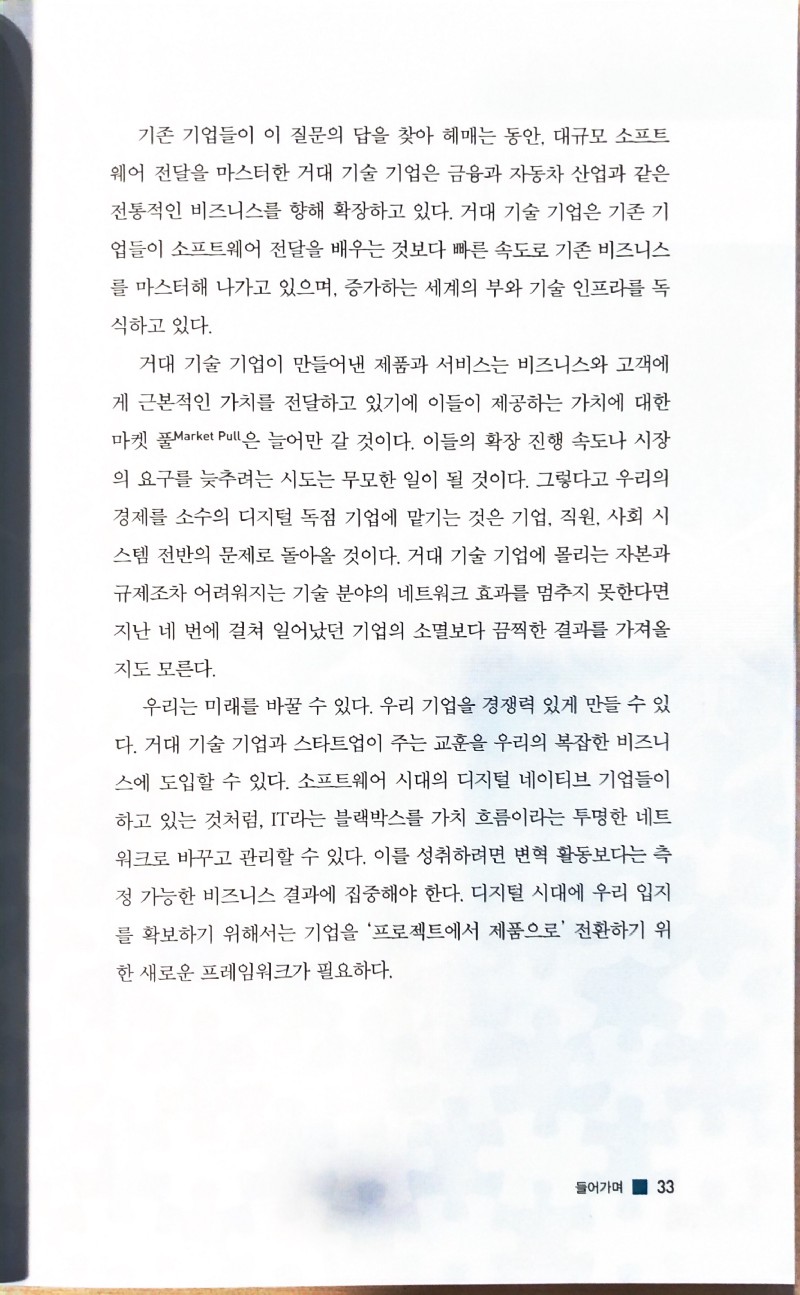 기존 기업들이 이 질문의 답을 찾아 헤매는 동안, 대규모 소프트
웨어 전달을 마스터한 거대 기술 기업은 금융과 자동차 산업과 같은
전통적인 비즈니스를 향해 확장하고 있다. 거대 기술 기업은 기존 기
업들이 소프트웨어 전달을 배우는 것보다 빠른 속도로 기존 비즈니스
를 마스터해 나가고 있으며, 증가하는 세계의 부와 기술 인프라를 독
식하고 있다.
거대 기술 기업이 만들어낸 제품과 서비스는 비즈니스와 고객에
게 근본적인 가치를 전달하고 있기에 이들이 제공하는 가치에 대한
마켓 풀Market Pull은 늘어만 갈 것이다. 이들의 확장 진행 속도나 시장
의 요구를 늦추려는 시도는 무모한 일이 될 것이다. 그렇다고 우리의
경제를 소수의 디지털 독점 기업에 맡기는 것은 기업, 직원, 사회 시
스템 전반의 문제로 돌아올 것이다. 거대 기술 기업에 몰리는 자본과
규제조차 어려워지는 기술 분야의 네트워크 효과를 멈추지 못한다면
지난 네 번에 걸쳐 일어났던 기업의 소멸보다 끔찍한 결과를 가져올
지도 모른다.
우리는 미래를 바꿀 수 있다. 우리 기업을 경쟁력 있게 만들 수 있
다. 거대 기술 기업과 스타트업이 주는 교훈을 우리의 복잡한 비즈니
스에 도입할 수 있다. 소프트웨어 시대의 디지털 네이티브 기업들이
하고 있는 것처럼, IT라는 블랙박스를 가치 흐름이라는 투명한 네트
워크로 바꾸고 관리할 수 있다. 이를 성취하려면 변혁 활동보다는 측
정 가능한 비즈니스 결과에 집중해야 한다. 디지털 시대에 우리 입지
를 확보하기 위해서는 기업을 ‘프로젝트에서 제품으로’ 전환하기 위
한 새로운 프레임워크가 필요하다.
들어가며 ■ 33